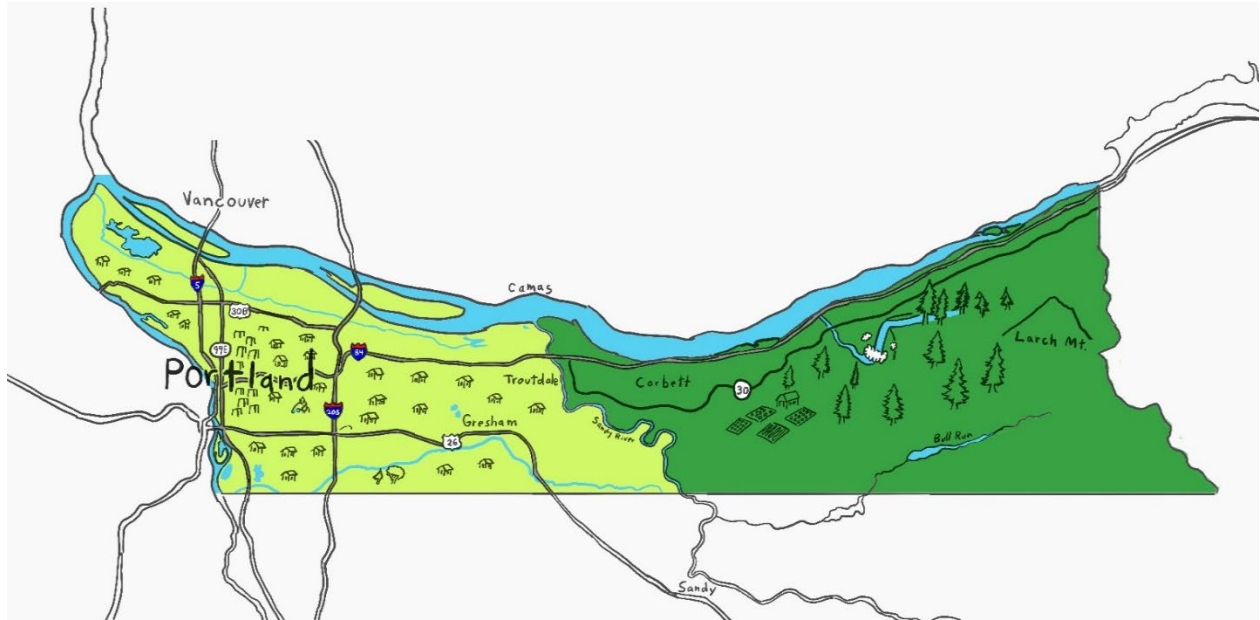 Vancouver
Camas
5
30B
99E
84
Portland
Troutdale
Corbett
30
Larch Mt.
205
Gresham
26
Sandy River
Bull Run
Sandy